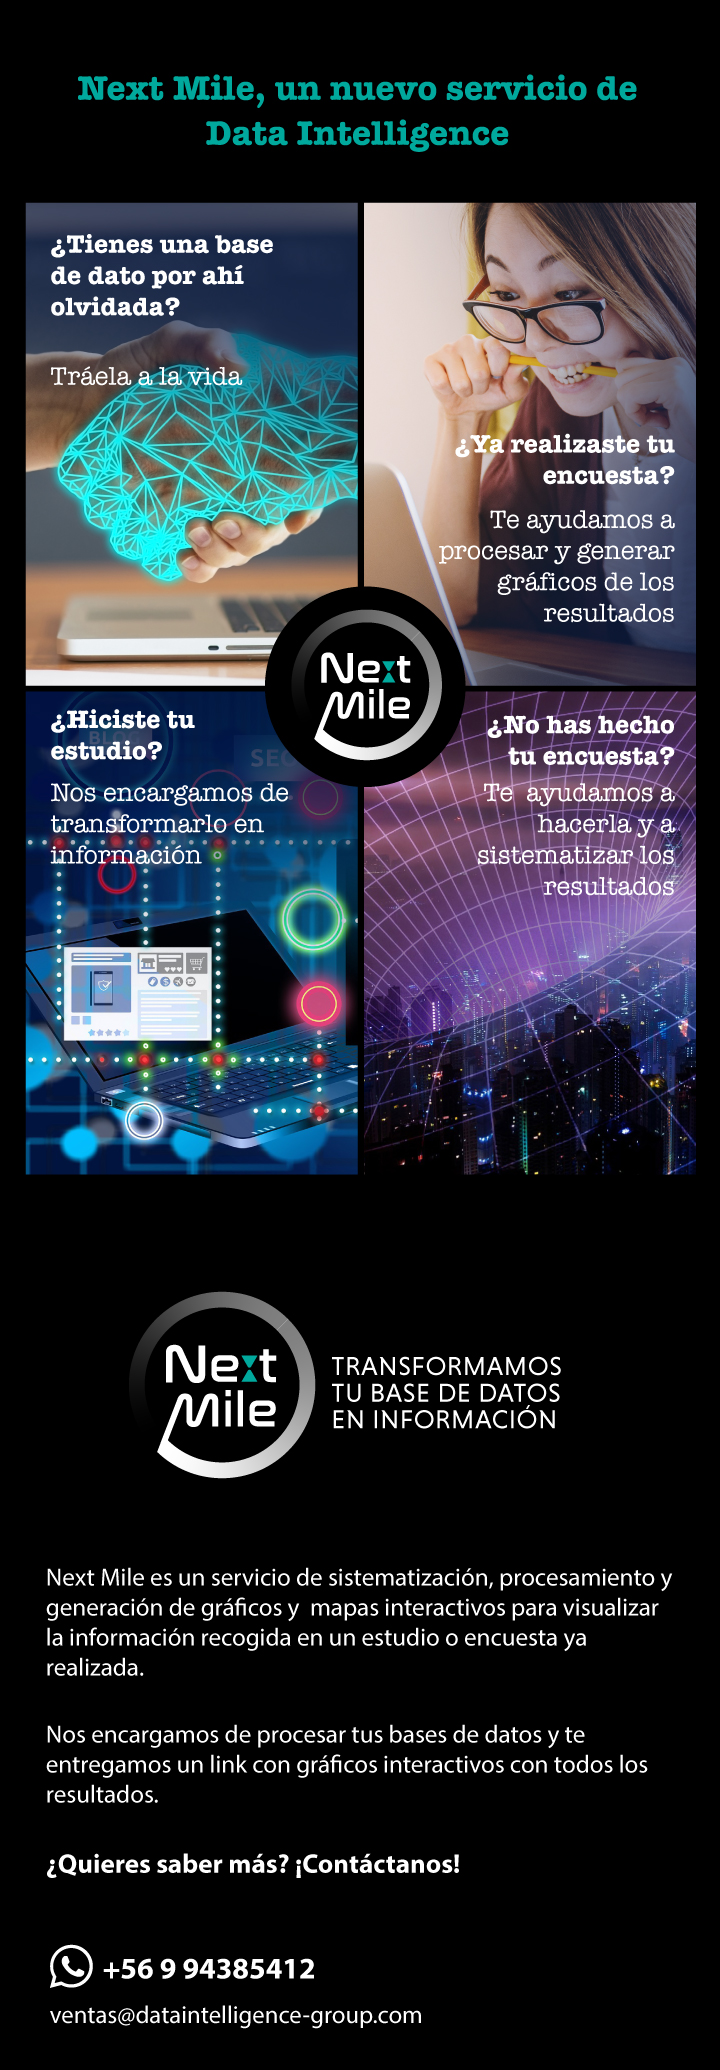 Next Mile, un nuevo servicio de
Data Intelligence
¿Tienes una base
de dato por ahí
olvidada?
Tráela a la vida
¿Ya realizaste tu
encuesta?
Te ayudamos a
procesar y generar
gráficos de los
resultados
Next
Mile
¿Hiciste tu
estudio?
Nos encargamos de
transformarlo en
información
¿No has hecho
tu encuesta?
Te  ayudamos a
hacerla y a
sistematizar los
resultados
Next
Mile
TRANSFORMAMOS
TU BASE DE DATOS
EN INFORMACIÓN
Next Mile es un servicio de sistematización, procesamiento y
generación de gráficos y  mapas interactivos para visualizar
la información recogida en un estudio o encuesta ya
realizada.
Nos encargamos de procesar tus bases de datos y te
entregamos un link con gráficos interactivos con todos los
resultados.
¿Quieres saber más? ¡Contáctanos!
+56 9 94385412
ventas@dataintelligence-group.com